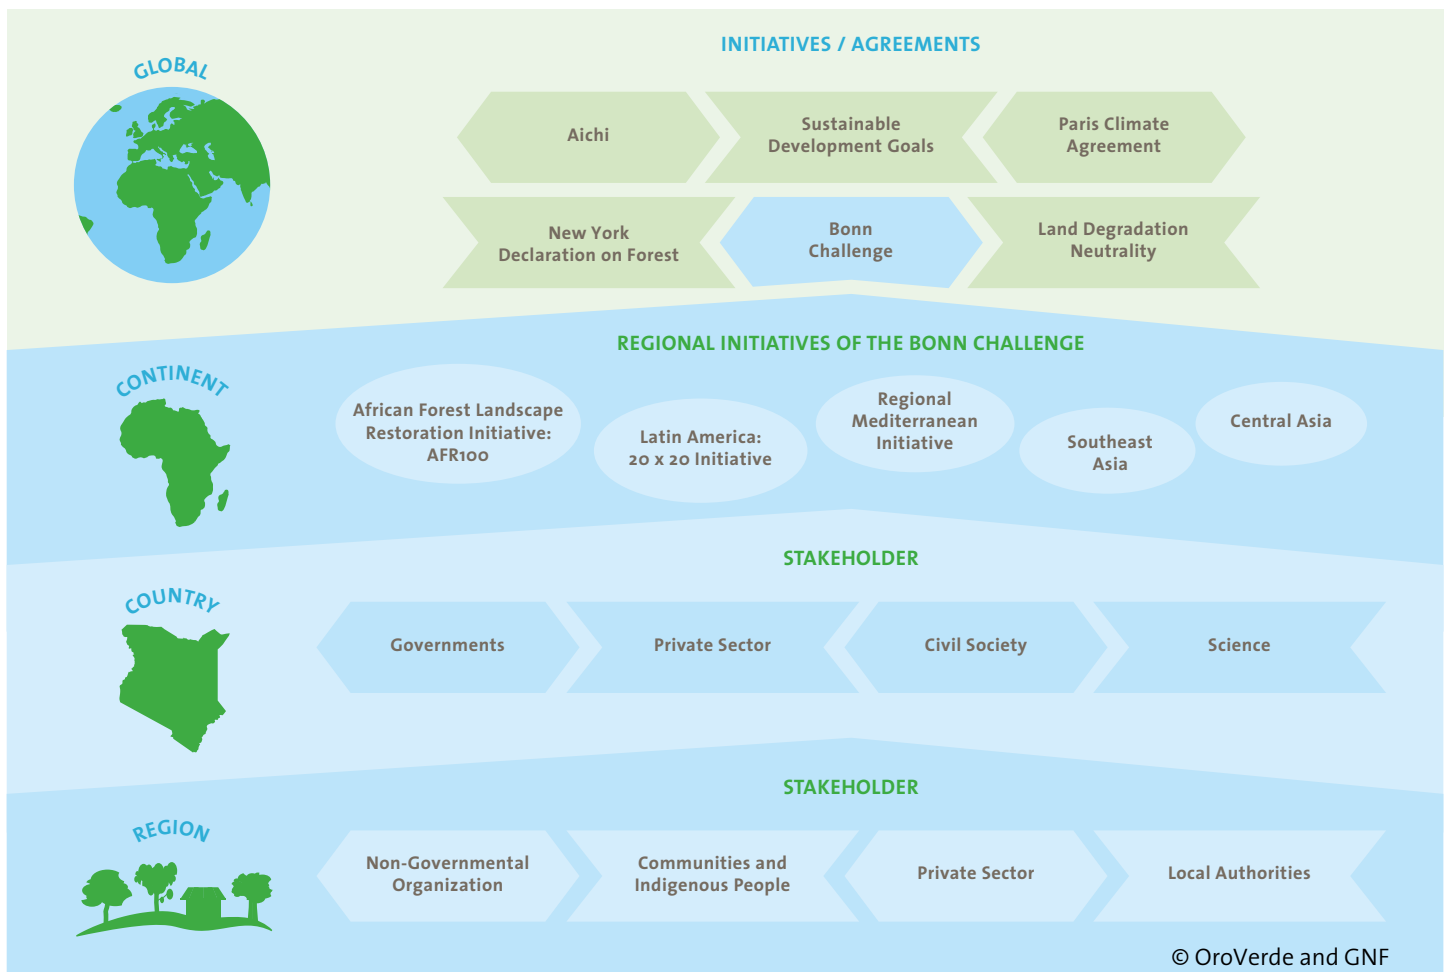 INITIATIVES / AGREEMENTS
GLOBAL
Aichi
Sustainable
Development Goals
Paris Climate
Agreement
New York
Declaration on Forest
Bonn
Challenge
Land Degradation
Neutrality
REGIONAL INITIATIVES OF THE BONN CHALLENGE
CONTINENT
African Forest Landscape
Restoration Initiative:
AFR100
Latin America:
20 x 20 Initiative
Regional
Mediterranean
Initiative
Southeast
Asia
Central Asia
STAKEHOLDER
COUNTRY
Governments
Private Sector
Civil Society
Science
STAKEHOLDER
REGION
Non-Governmental
Organization
Communities and
Indigenous People
Private Sector
Local Authorities
© OroVerde and GNF